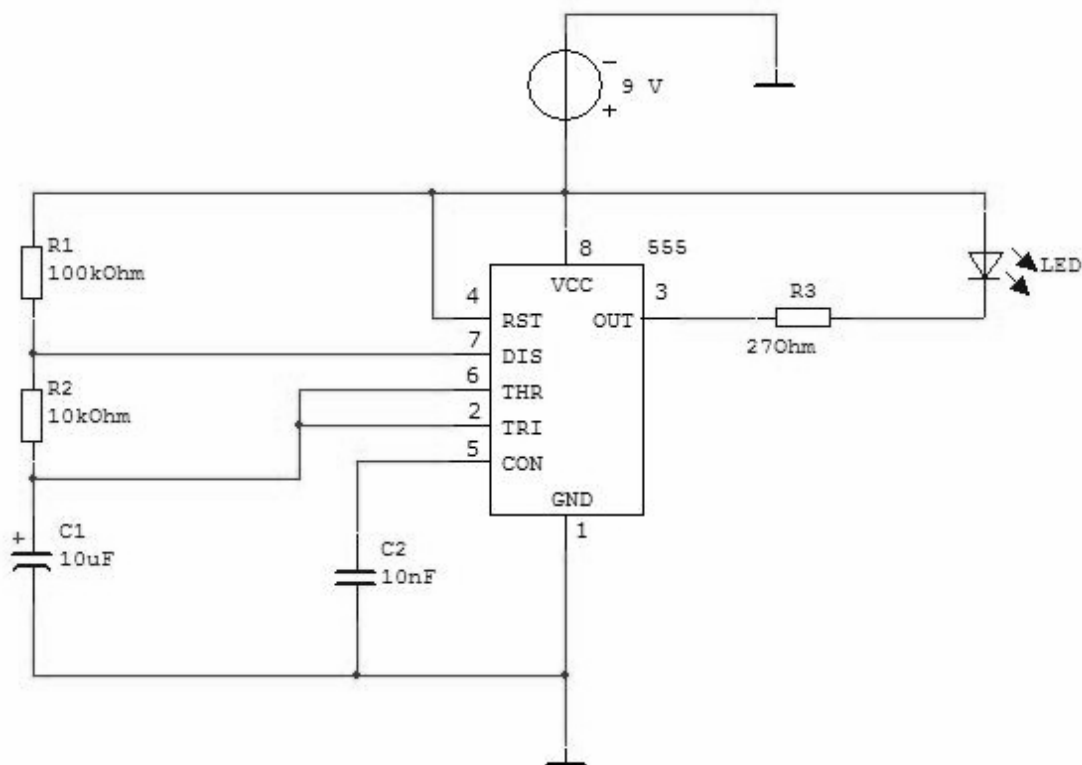 −
9 V
+
R1
100kOhm
8
555
VCC
LED
4
3
R3
RST
OUT
27Ohm
7
DIS
R2
10kOhm
6
THR
2
TRI
5
CON
GND
1
+
C1
10uF
C2
10nF